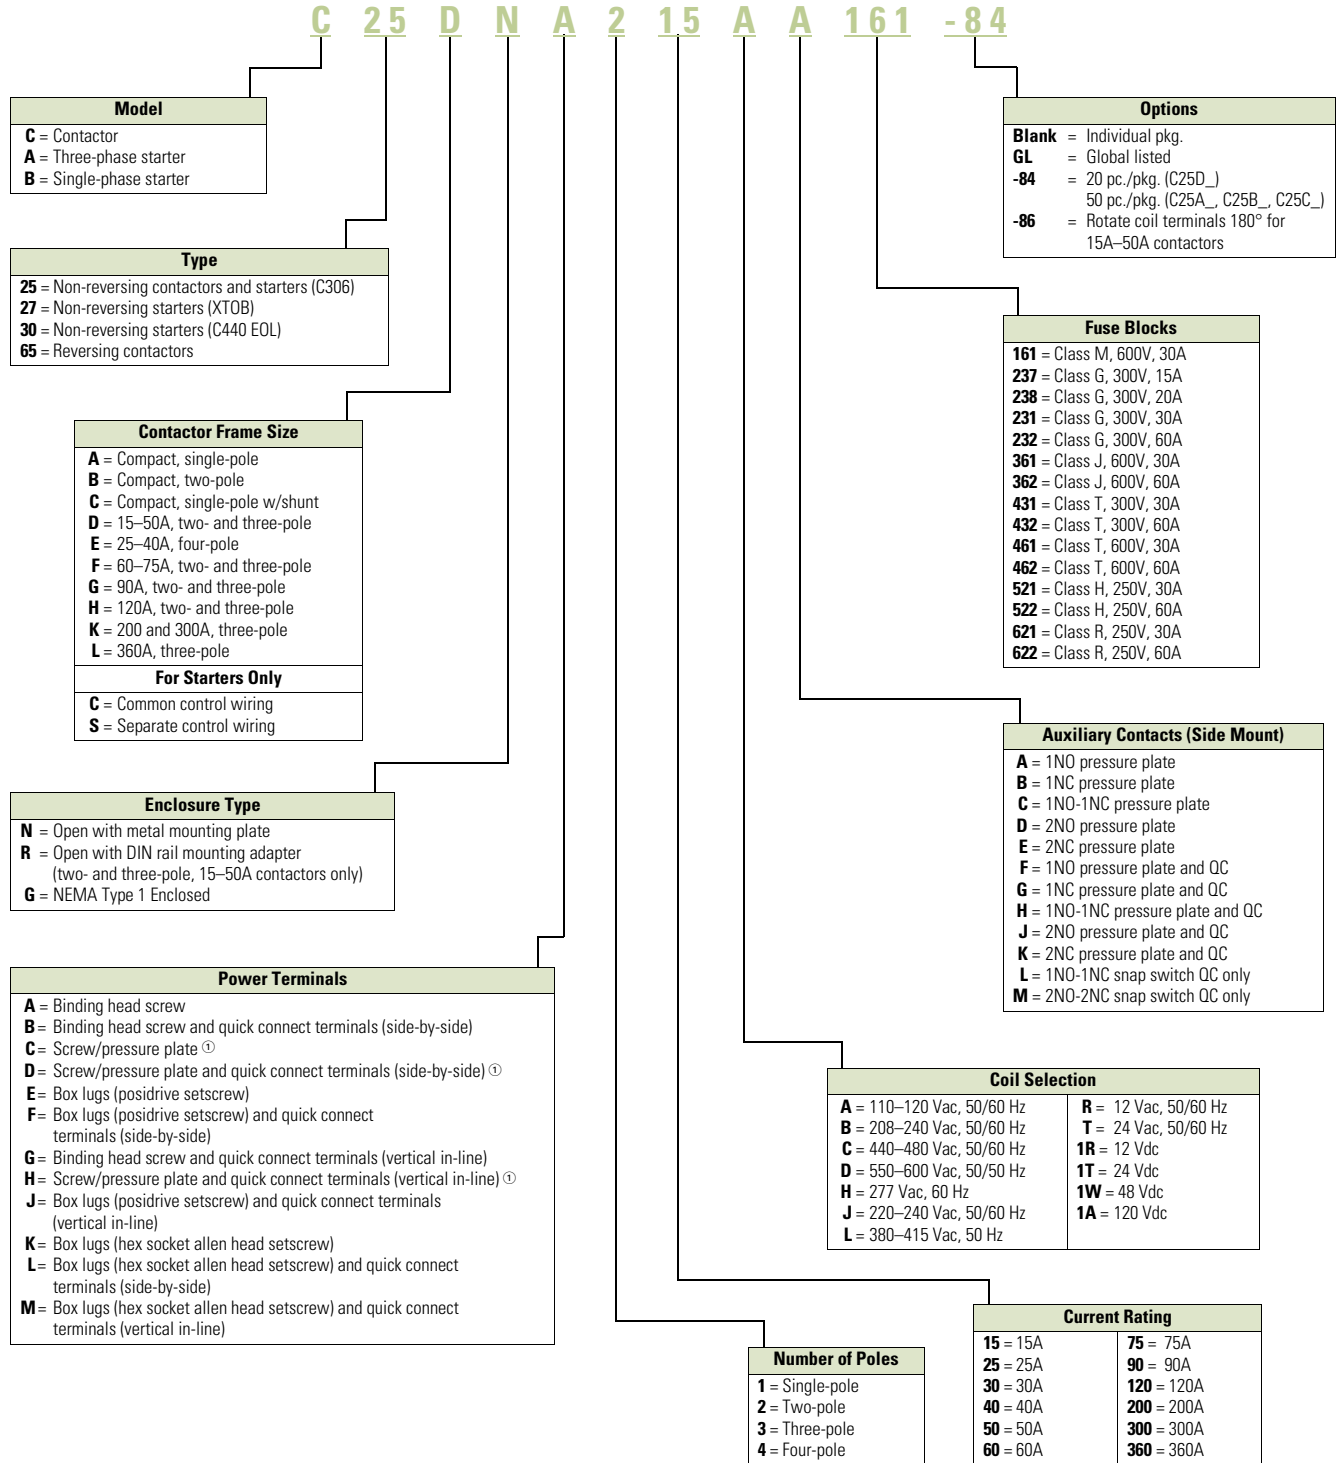 C 25 D N A 2 15 A A 161 -84
Model
C = Contactor
A = Three-phase starter
B = Single-phase starter
Type
25 = Non-reversing contactors and starters (C306)
27 = Non-reversing starters (XTOB)
30 = Non-reversing starters (C440 EOL)
65 = Reversing contactors
Contactor Frame Size
A = Compact, single-pole
B = Compact, two-pole
C = Compact, single-pole w/shunt
D = 15–50A, two- and three-pole
E = 25–40A, four-pole
F = 60–75A, two- and three-pole
G = 90A, two- and three-pole
H = 120A, two- and three-pole
K = 200 and 300A, three-pole
L = 360A, three-pole
For Starters Only
C = Common control wiring
S = Separate control wiring
Enclosure Type
N = Open with metal mounting plate
R = Open with DIN rail mounting adapter
(two- and three-pole, 15–50A contactors only)
G = NEMA Type 1 Enclosed
Power Terminals
A = Binding head screw
B = Binding head screw and quick connect terminals (side-by-side)
C = Screw/pressure plate ①
D = Screw/pressure plate and quick connect terminals (side-by-side) ①
E = Box lugs (posidrive setscrew)
F = Box lugs (posidrive setscrew) and quick connect
terminals (side-by-side)
G = Binding head screw and quick connect terminals (vertical in-line)
H = Screw/pressure plate and quick connect terminals (vertical in-line) ①
J = Box lugs (posidrive setscrew) and quick connect terminals
(vertical in-line)
K = Box lugs (hex socket allen head setscrew)
L = Box lugs (hex socket allen head setscrew) and quick connect
terminals (side-by-side)
M = Box lugs (hex socket allen head setscrew) and quick connect
terminals (vertical in-line)
Options
Blank = Individual pkg.
GL = Global listed
-84 = 20 pc./pkg. (C25D_)
50 pc./pkg. (C25A_, C25B_, C25C_)
-86 = Rotate coil terminals 180° for
15A–50A contactors
Fuse Blocks
161 = Class M, 600V, 30A
237 = Class G, 300V, 15A
238 = Class G, 300V, 20A
231 = Class G, 300V, 30A
232 = Class G, 300V, 60A
361 = Class J, 600V, 30A
362 = Class J, 600V, 60A
431 = Class T, 300V, 30A
432 = Class T, 300V, 60A
461 = Class T, 600V, 30A
462 = Class T, 600V, 60A
521 = Class H, 250V, 30A
522 = Class H, 250V, 60A
621 = Class R, 250V, 30A
622 = Class R, 250V, 60A
Auxiliary Contacts (Side Mount)
A = 1NO pressure plate
B = 1NC pressure plate
C = 1NO-1NC pressure plate
D = 2NO pressure plate
E = 2NC pressure plate
F = 1NO pressure plate and QC
G = 1NC pressure plate and QC
H = 1NO-1NC pressure plate and QC
J = 2NO pressure plate and QC
K = 2NC pressure plate and QC
L = 1NO-1NC snap switch QC only
M = 2NO-2NC snap switch QC only
Coil Selection
A = 110–120 Vac, 50/60 Hz
B = 208–240 Vac, 50/60 Hz
C = 440–480 Vac, 50/60 Hz
D = 550–600 Vac, 50/50 Hz
H = 277 Vac, 60 Hz
J = 220–240 Vac, 50/60 Hz
L = 380–415 Vac, 50 Hz
R = 12 Vac, 50/60 Hz
T = 24 Vac, 50/60 Hz
1R = 12 Vdc
1T = 24 Vdc
1W = 48 Vdc
1A = 120 Vdc
Number of Poles
1 = Single-pole
2 = Two-pole
3 = Three-pole
4 = Four-pole
Current Rating
15 = 15A
25 = 25A
30 = 30A
40 = 40A
50 = 50A
60 = 60A
75 = 75A
90 = 90A
120 = 120A
200 = 200A
300 = 300A
360 = 360A